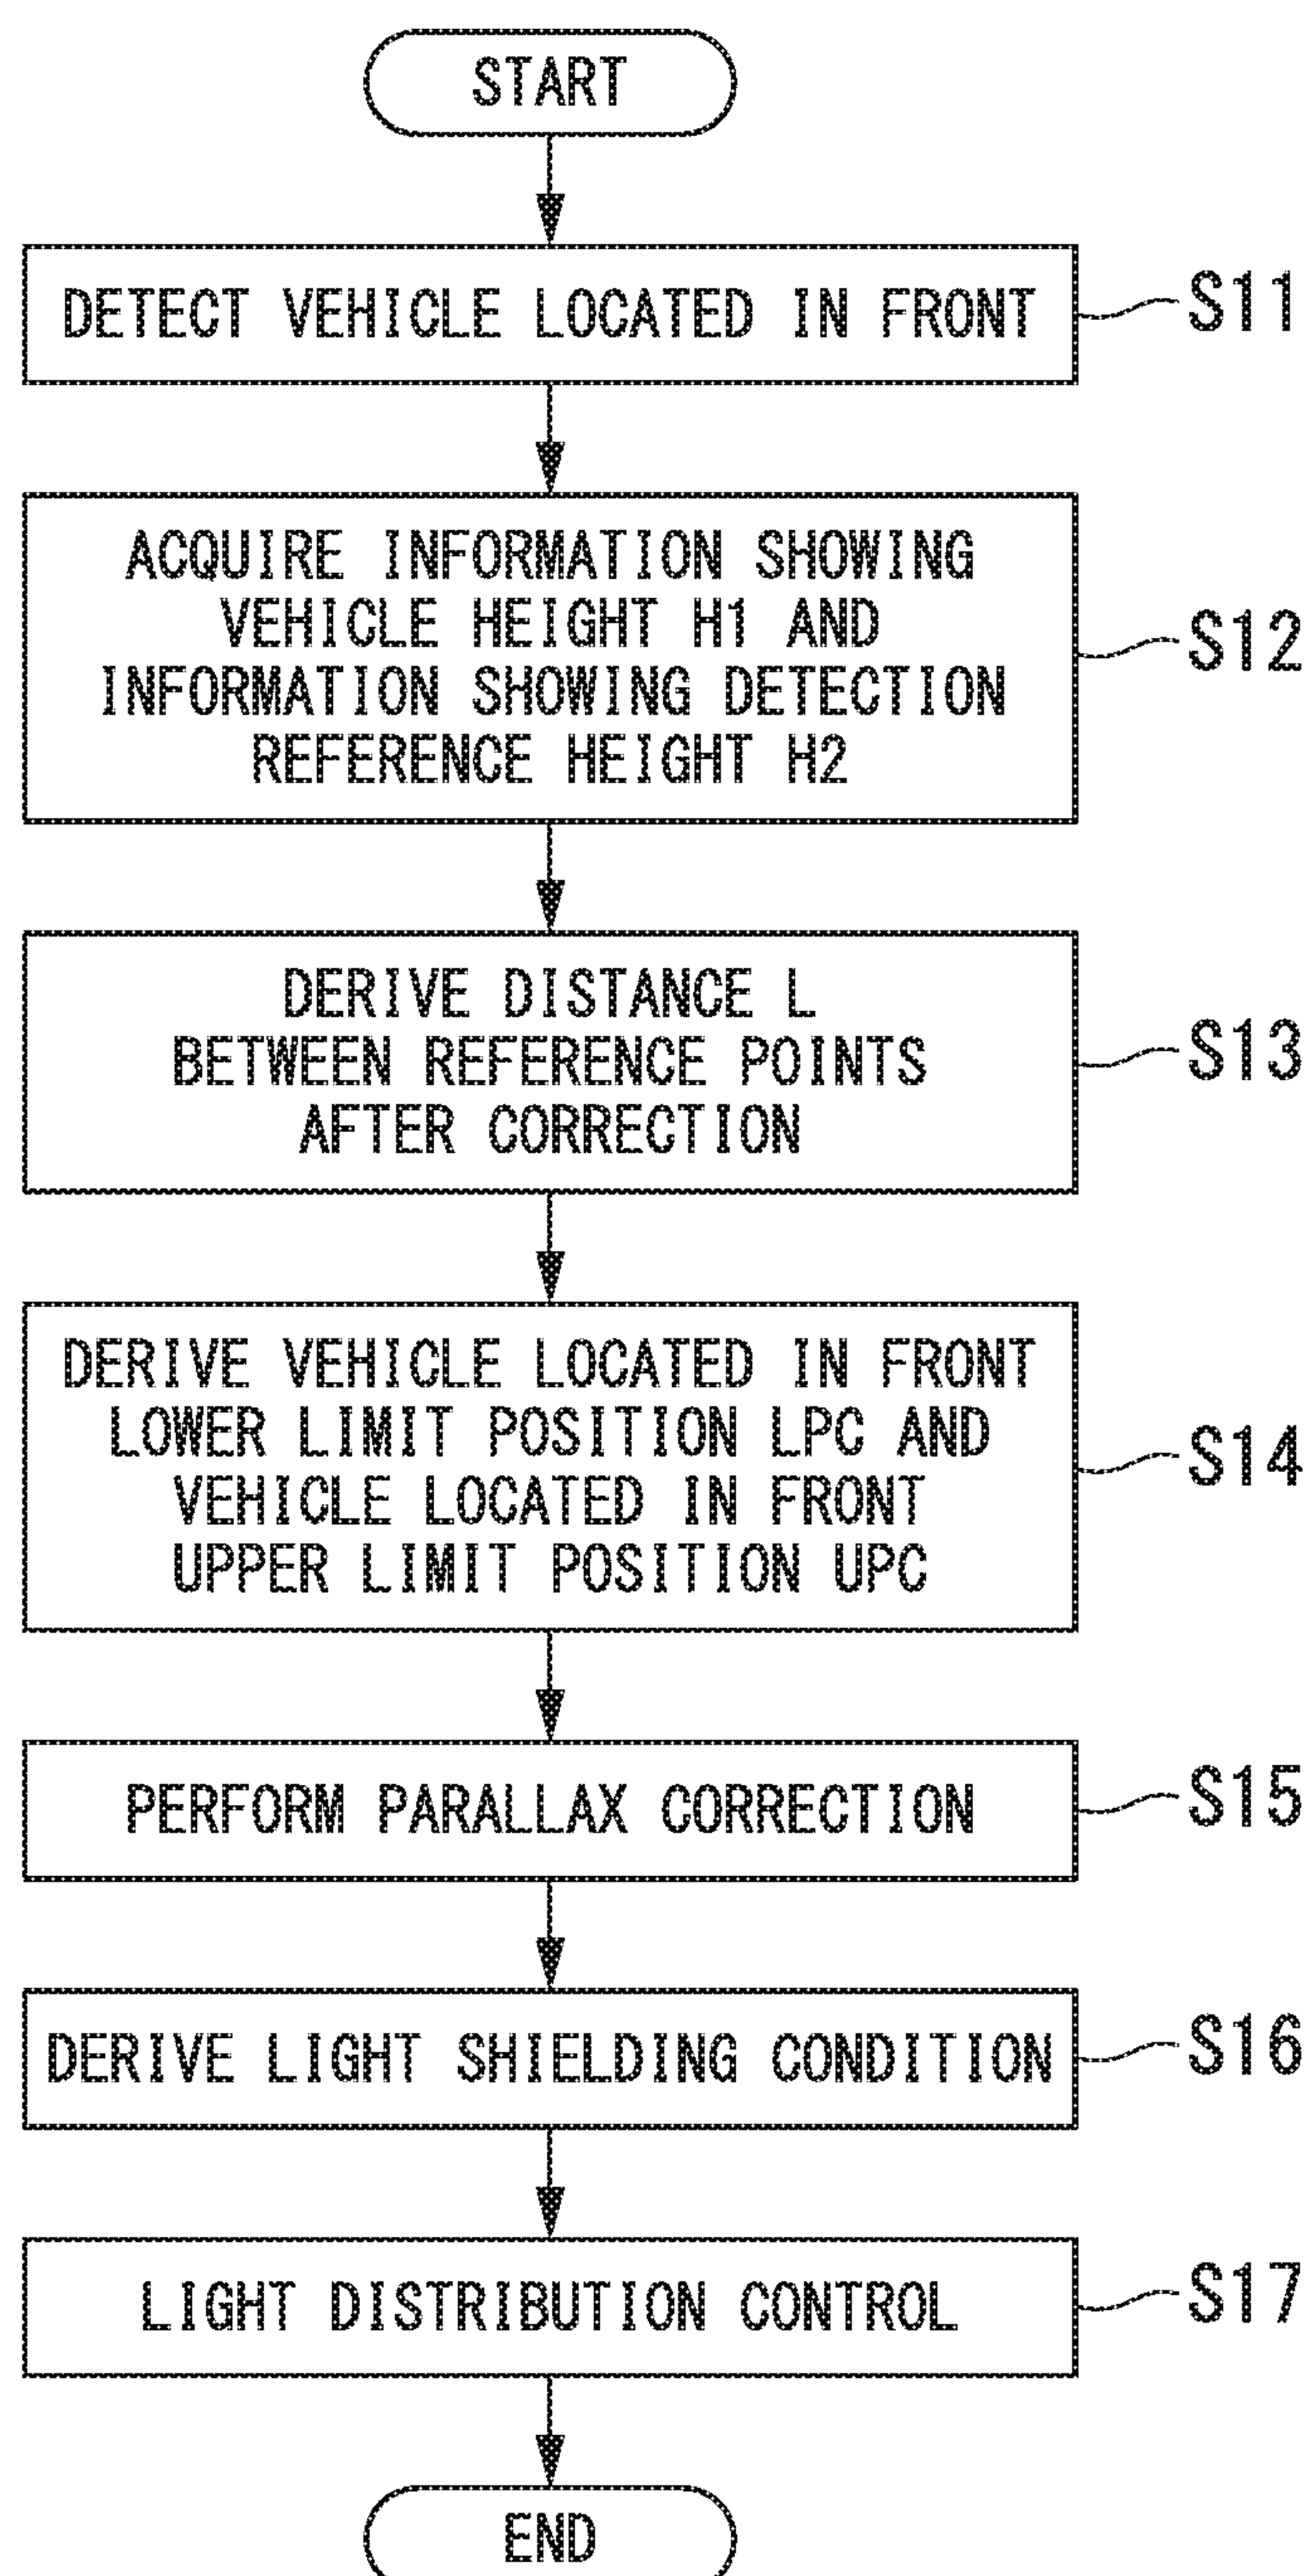 START
DETECT VEHICLE LOCATED IN FRONT
S11
ACQUIRE INFORMATION SHOWING
VEHICLE HEIGHT H1 AND
INFORMATION SHOWING DETECTION
REFERENCE HEIGHT H2
S12
DERIVE DISTANCE L
BETWEEN REFERENCE POINTS
AFTER CORRECTION
S13
DERIVE VEHICLE LOCATED IN FRONT
LOWER LIMIT POSITION LPC AND
VEHICLE LOCATED IN FRONT
UPPER LIMIT POSITION UPC
S14
PERFORM PARALLAX CORRECTION
S15
DERIVE LIGHT SHIELDING CONDITION
S16
LIGHT DISTRIBUTION CONTROL
S17
END